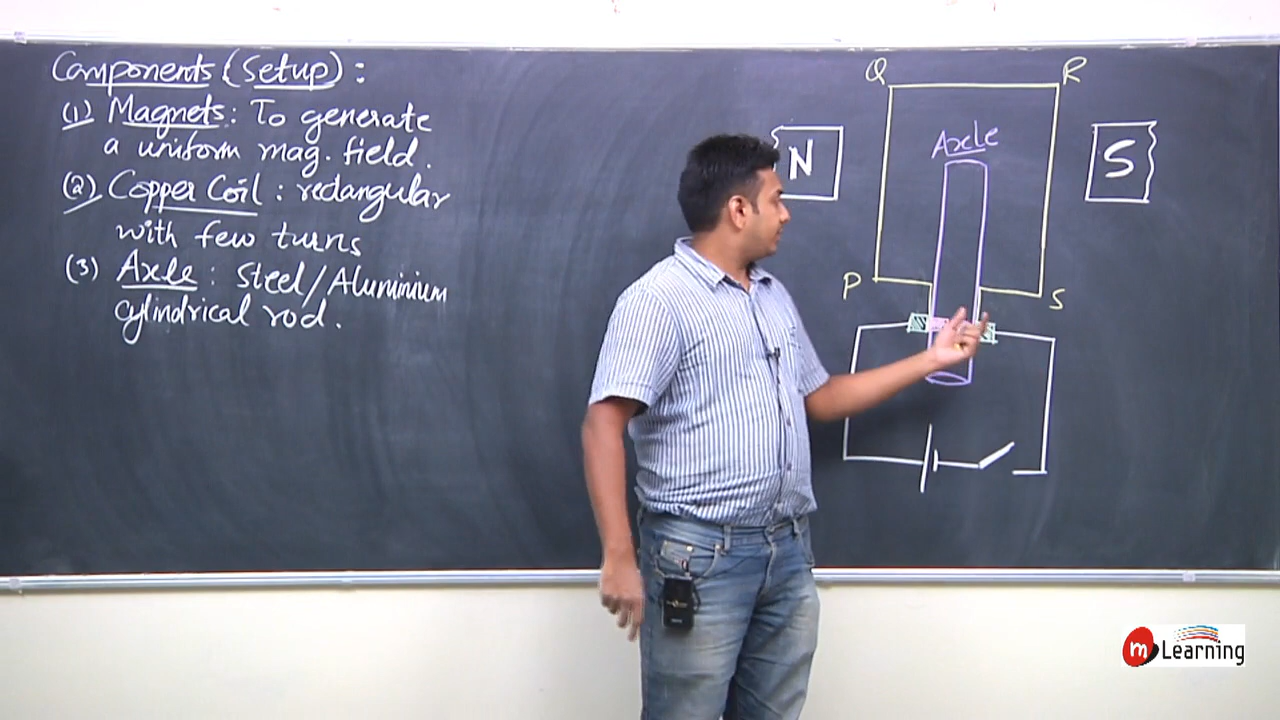 Components (Setup) :
(1) Magnets : To generate
a uniform mag. field.
(2) Copper Coil : rectangular
with few turns
(3) Axle : Steel/Aluminium
cylindrical rod.
Q R
Axle
N S
P S
m Learning